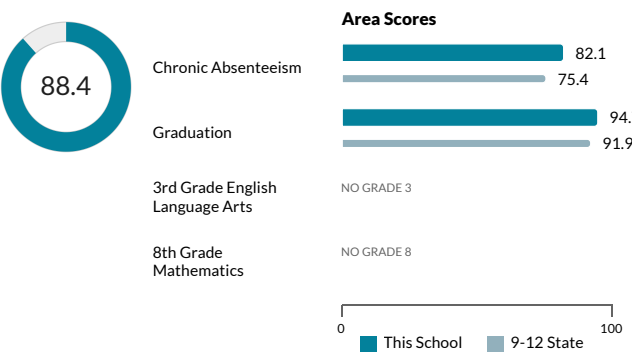 Area Scores
88.4
Chronic Absenteeism
82.1
75.4
Graduation
94.
91.9
3rd Grade English
Language Arts
NO GRADE 3
8th Grade
Mathematics
NO GRADE 8
0
100
This School
9-12 State